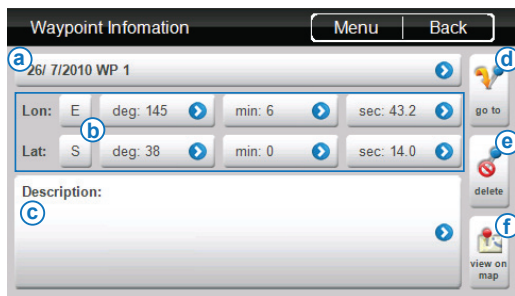 Waypoint Infomation Menu Back
a 26/ 7/2010 WP 1 d
go to
Lon: E deg: 145 min: 6 sec: 43.2
b
Lat: S deg: 38 min: 0 sec: 14.0
e
delete
Description:
c
f
view on
map